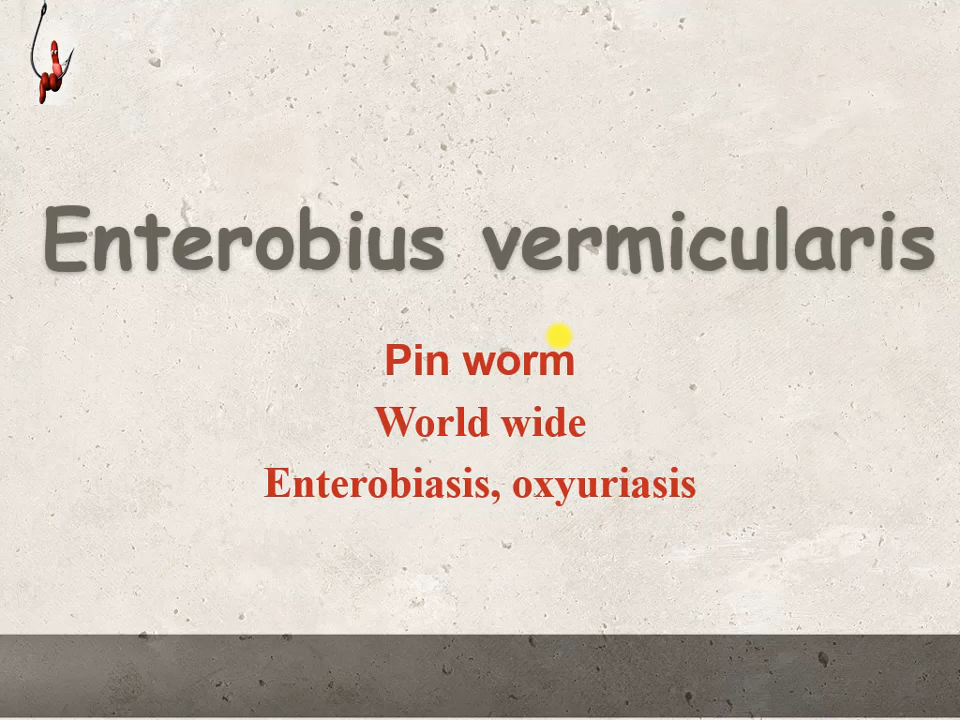 Enterobius vermicularis
Pin worm
World wide
Enterobiasis, oxyuriasis